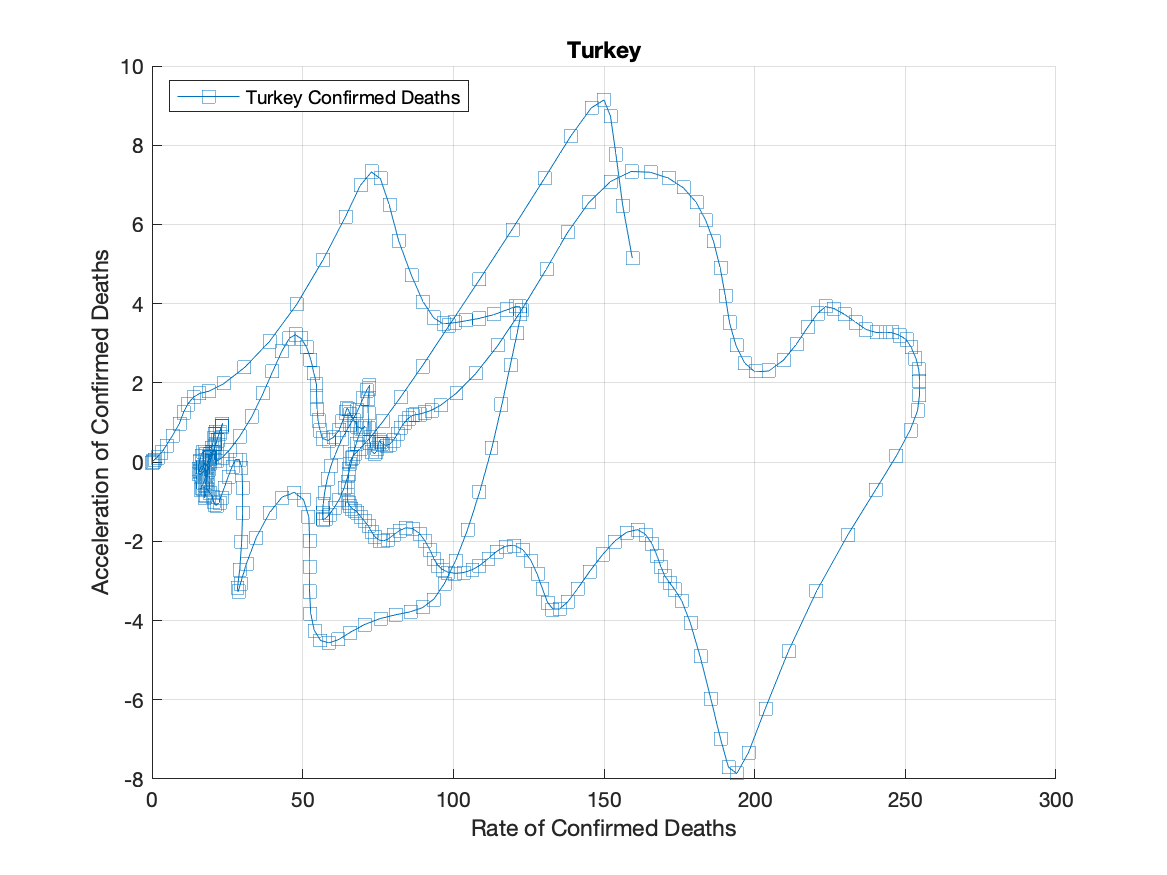 Turkey
Turkey Confirmed Deaths
10
8
6
4
2
0
-2
-4
-6
-8
Acceleration of Confirmed Deaths
0 50 100 150 200 250 300
Rate of Confirmed Deaths